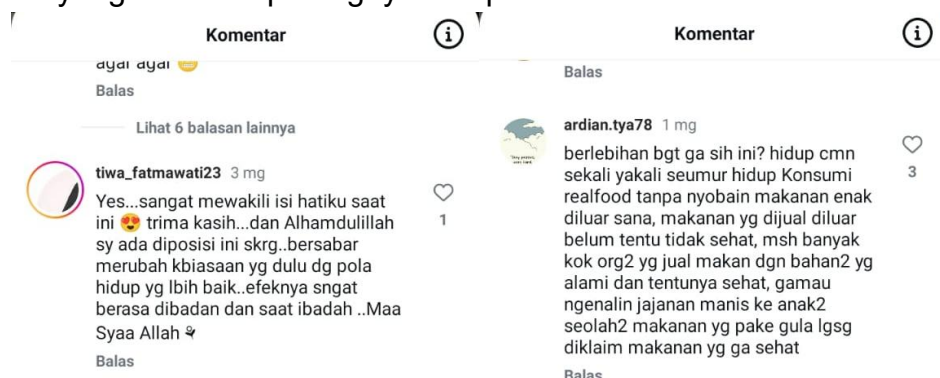 Komentar
agar agar 😁
Balas
Lihat 6 balasan lainnya
tiwa_fatmawati23 3 mg
Yes...sangat mewakili isi hatiku saat
ini 😍 trima kasih...dan Alhamdulillah
sy ada diposisi ini skrg..bersabar
merubah kbiasaan yg dulu dg pola
hidup yg lbih baik..efeknya sngat
berasa dibadan dan saat ibadah ..Maa
Syaa Allah
1
Balas
Komentar
Balas
ardian.tya78 1 mg
berlebihan bgt ga sih ini? hidup cmn
sekali yakali seumur hidup Konsumi
realfood tanpa nyobain makanan enak
diluar sana, makanan yg dijual diluar
belum tentu tidak sehat, msh banyak
kok org2 yg jual makan dgn bahan2 yg
alami dan tentunya sehat, gamau
ngenalin jajanan manis ke anak2
seolah2 makanan yg pake gula lgsg
diklaim makanan yg ga sehat
3
Balas